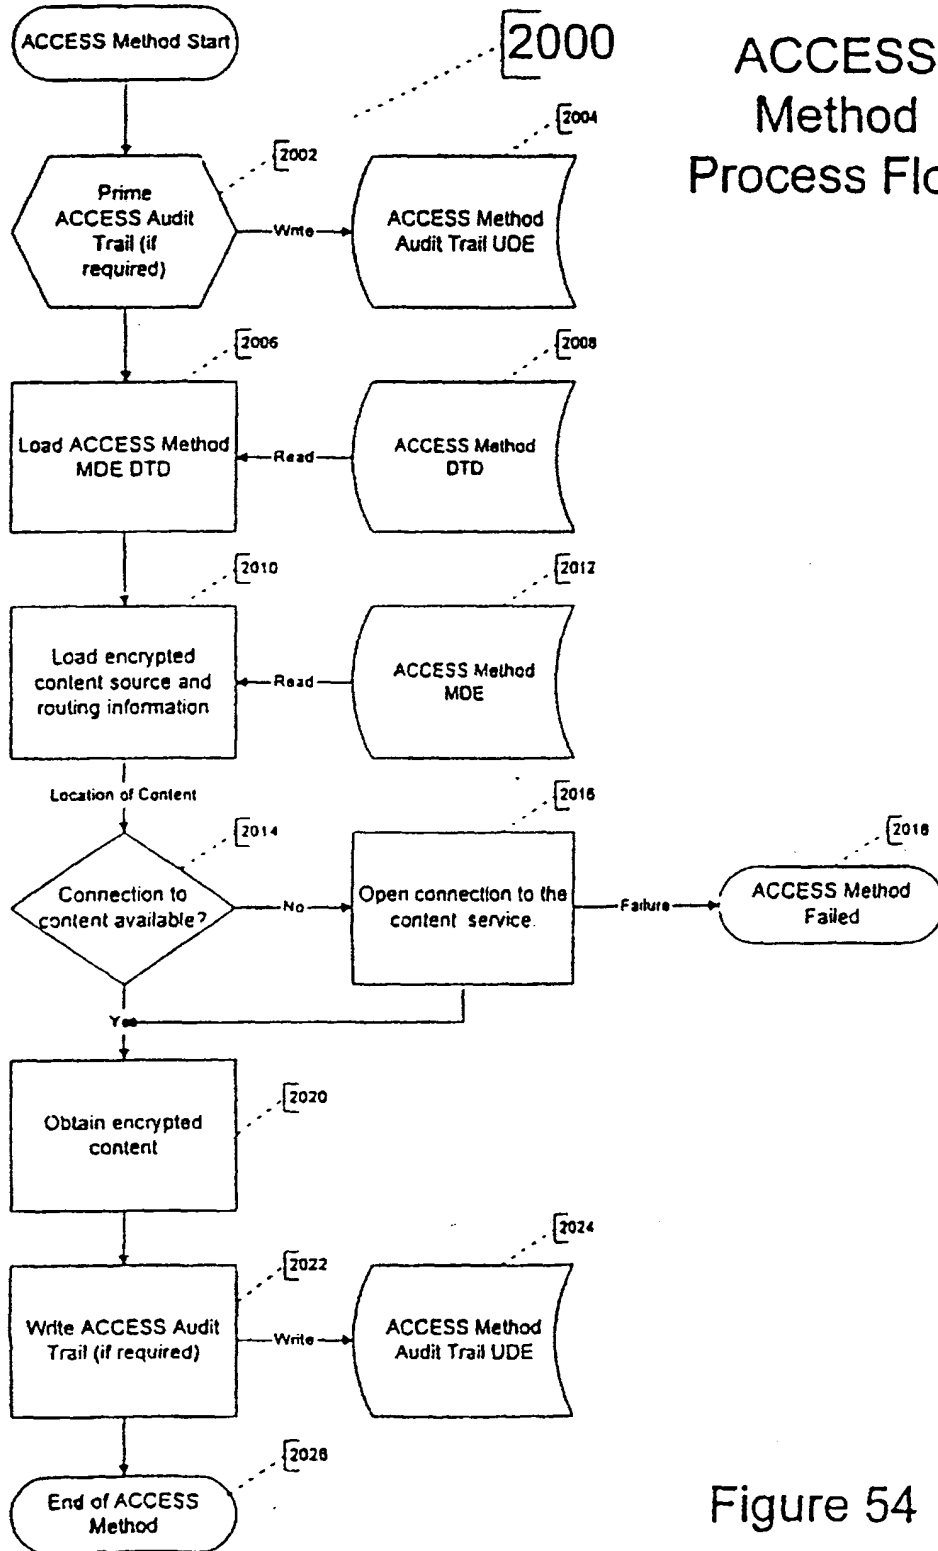 ACCESS Method Start
2000
ACCESS
Method
Process Flo
2002
2004
Prime
ACCESS Audit
Trail (if
required)
Write
ACCESS Method
Audit Trail UDE
2006
2008
Load ACCESS Method
MDE DTD
Read
ACCESS Method
DTD
2010
2012
Load encrypted
content source and
routing information
Read
ACCESS Method
MDE
Location of Content
2014
2016
2018
Connection to
content available?
No
Open connection to the
content service.
Failure
ACCESS Method
Failed
Y
2020
Obtain encrypted
content
2022
2024
Write ACCESS Audit
Trail (if required)
Write
ACCESS Method
Audit Trail UDE
2026
End of ACCESS
Method
Figure 54